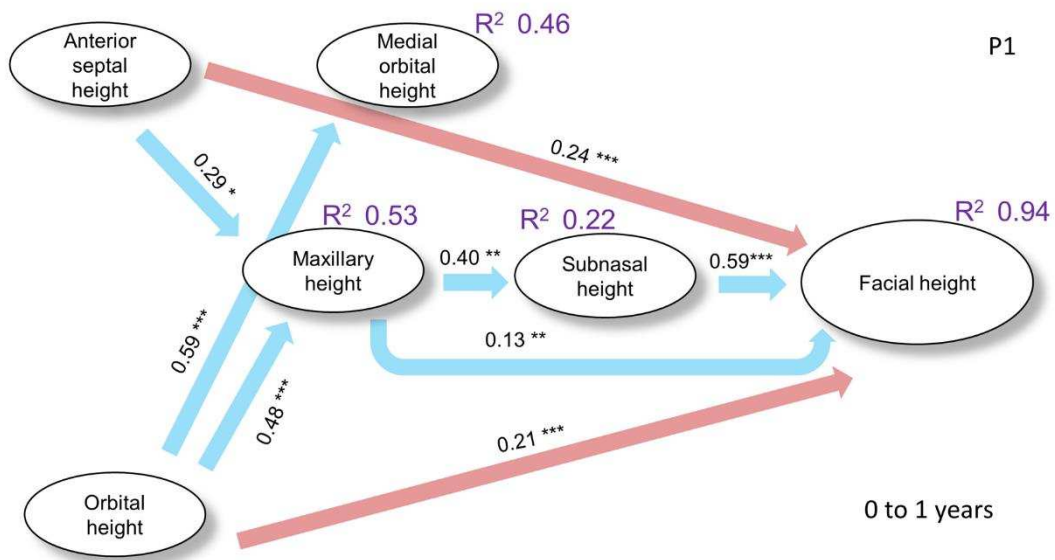 R² 0.46
P1
Anterior
septal
height
Medial
orbital
height
0.24 ***
0.29 *
R² 0.53
R² 0.22
R² 0.94
Maxillary
height
0.40 **
Subnasal
height
0.59***
Facial height
0.59 ***
0.48 ***
0.13 **
0.21 ***
Orbital
height
0 to 1 years